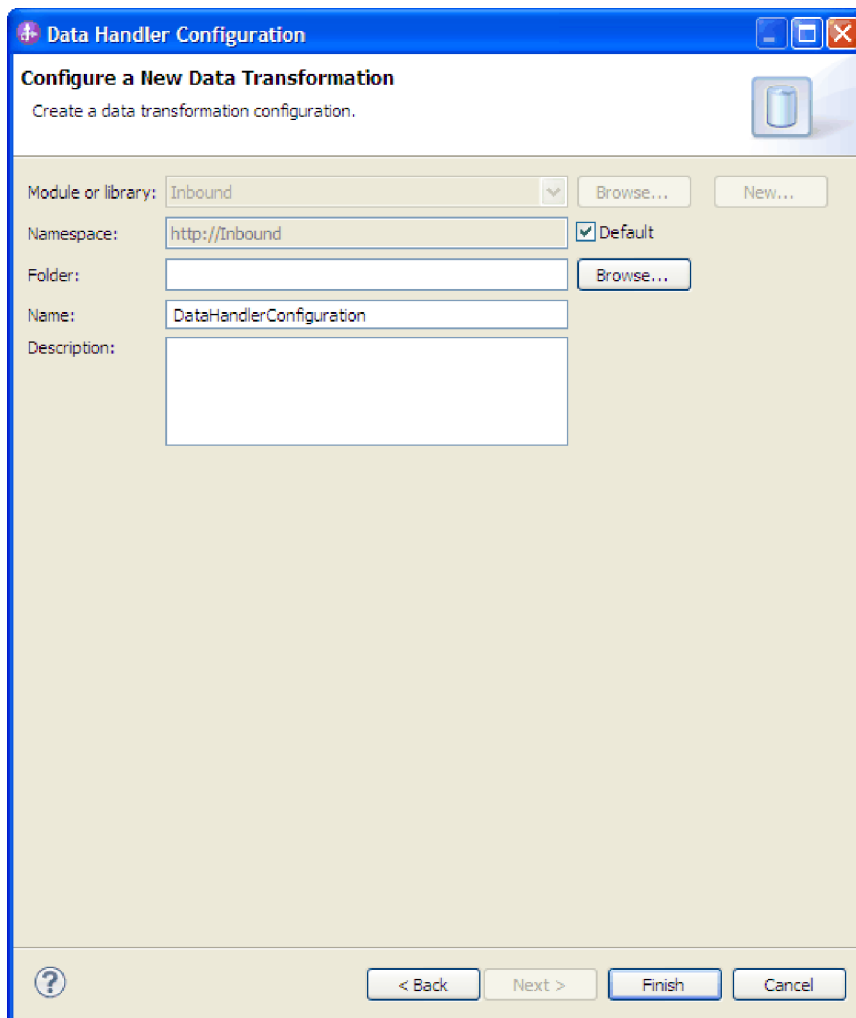 Data Handler Configuration
Configure a New Data Transformation
Create a data transformation configuration.
Module or library: Inbound Browse... New...
Namespace: http://Inbound Default
Folder: Browse...
Name: DataHandlerConfiguration
Description:
? < Back Next > Finish Cancel